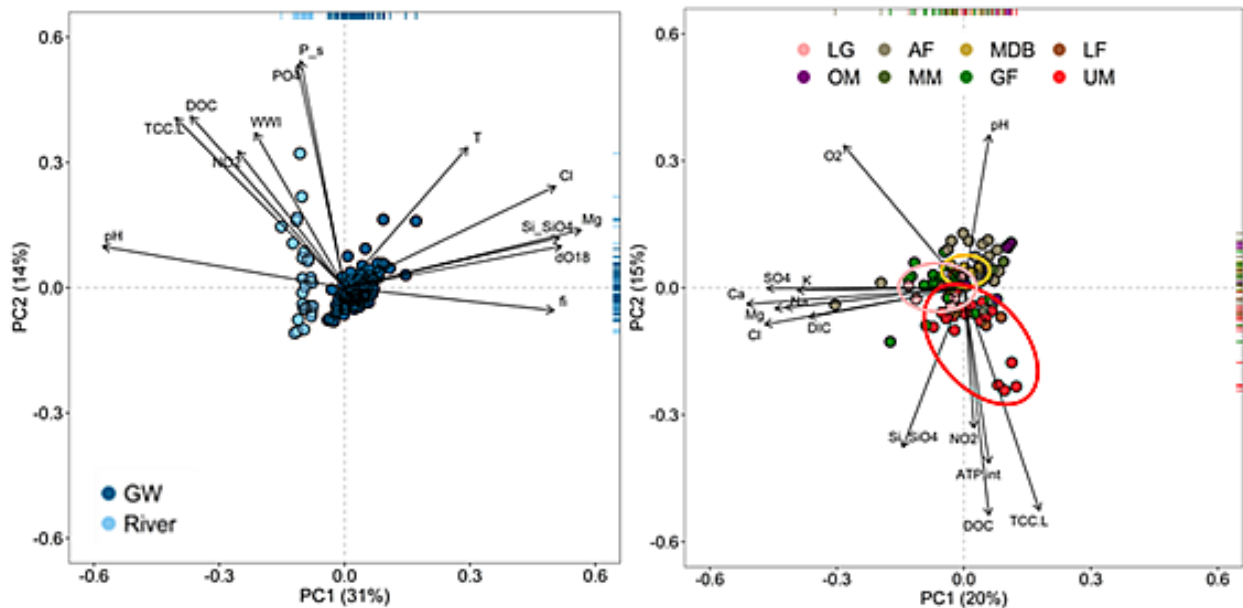 0.6
0.3
0.0
-0.3
-0.6
PC2 (14%)
P_s
PO4
DOC
TCC.L
WWI
NO2
T
Cl
pH
Si_SiO4
Mg
dO18
fi
GW
River
-0.6 -0.3 0.0 0.3 0.6
PC1 (31%)
0.6
0.3
0.0
-0.3
-0.6
PC2 (15%)
LG AF MDB LF
OM MM GF UM
pH
O2
SO4
K
Ca
Na
Mg
Cl
DIC
Si_SiO4
NO2
ATP.int
DOC
TCC.L
-0.6 -0.3 0.0 0.3 0.6
PC1 (20%)